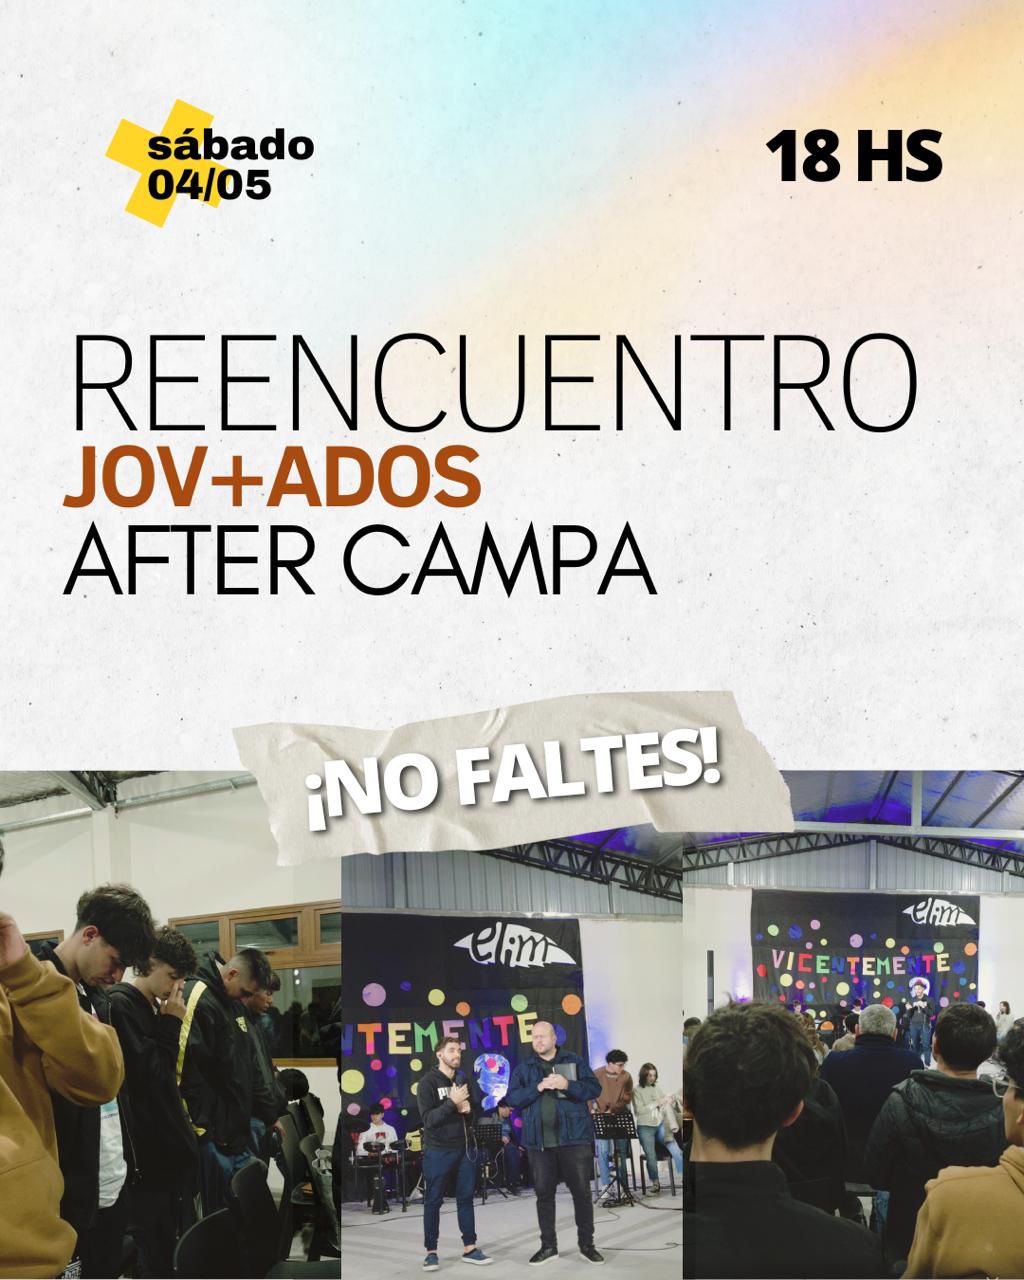 sábado
04/05
18 HS
REENCUENTRO
JOV+ADOS
AFTER CAMPA
¡NO FALTES!
elim
NTEMENTE
elim
VICENTEMENTE